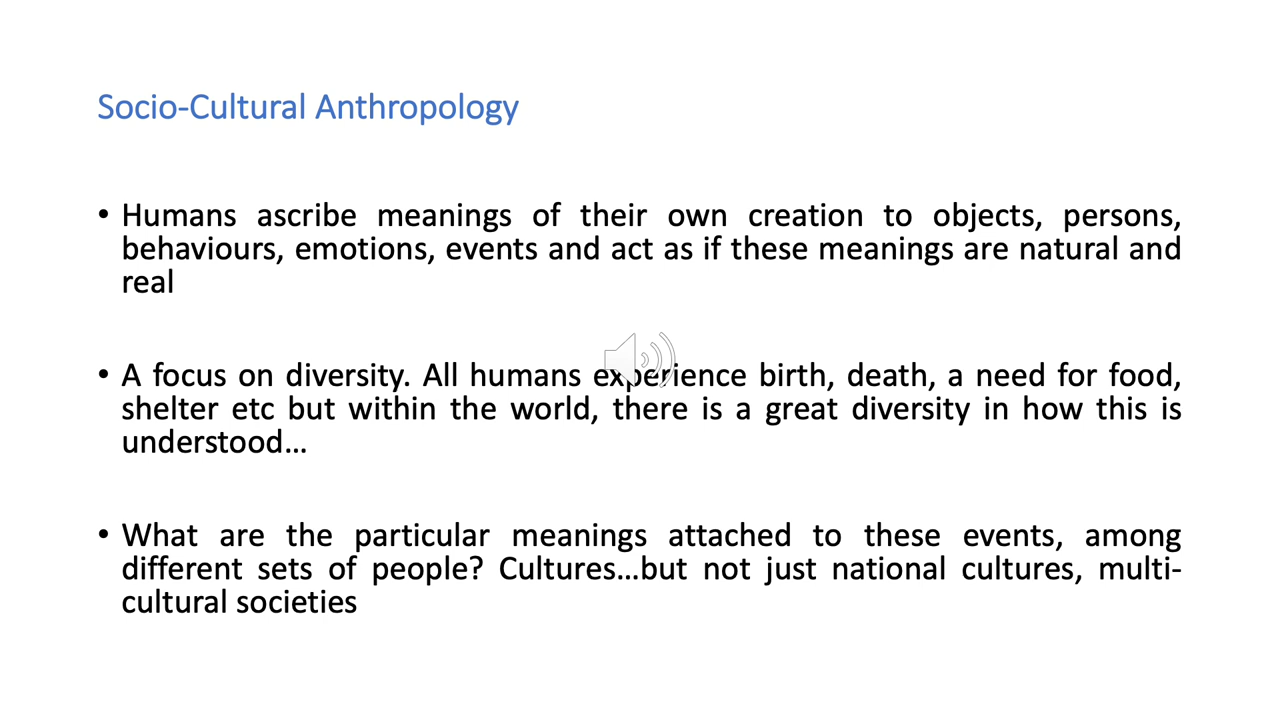 Socio-Cultural Anthropology
• Humans ascribe meanings of their own creation to objects, persons,
behaviours, emotions, events and act as if these meanings are natural and
real
• A focus on diversity. All humans experience birth, death, a need for food,
shelter etc but within the world, there is a great diversity in how this is
understood…
• What are the particular meanings attached to these events, among
different sets of people? Cultures…but not just national cultures, multi-
cultural societies